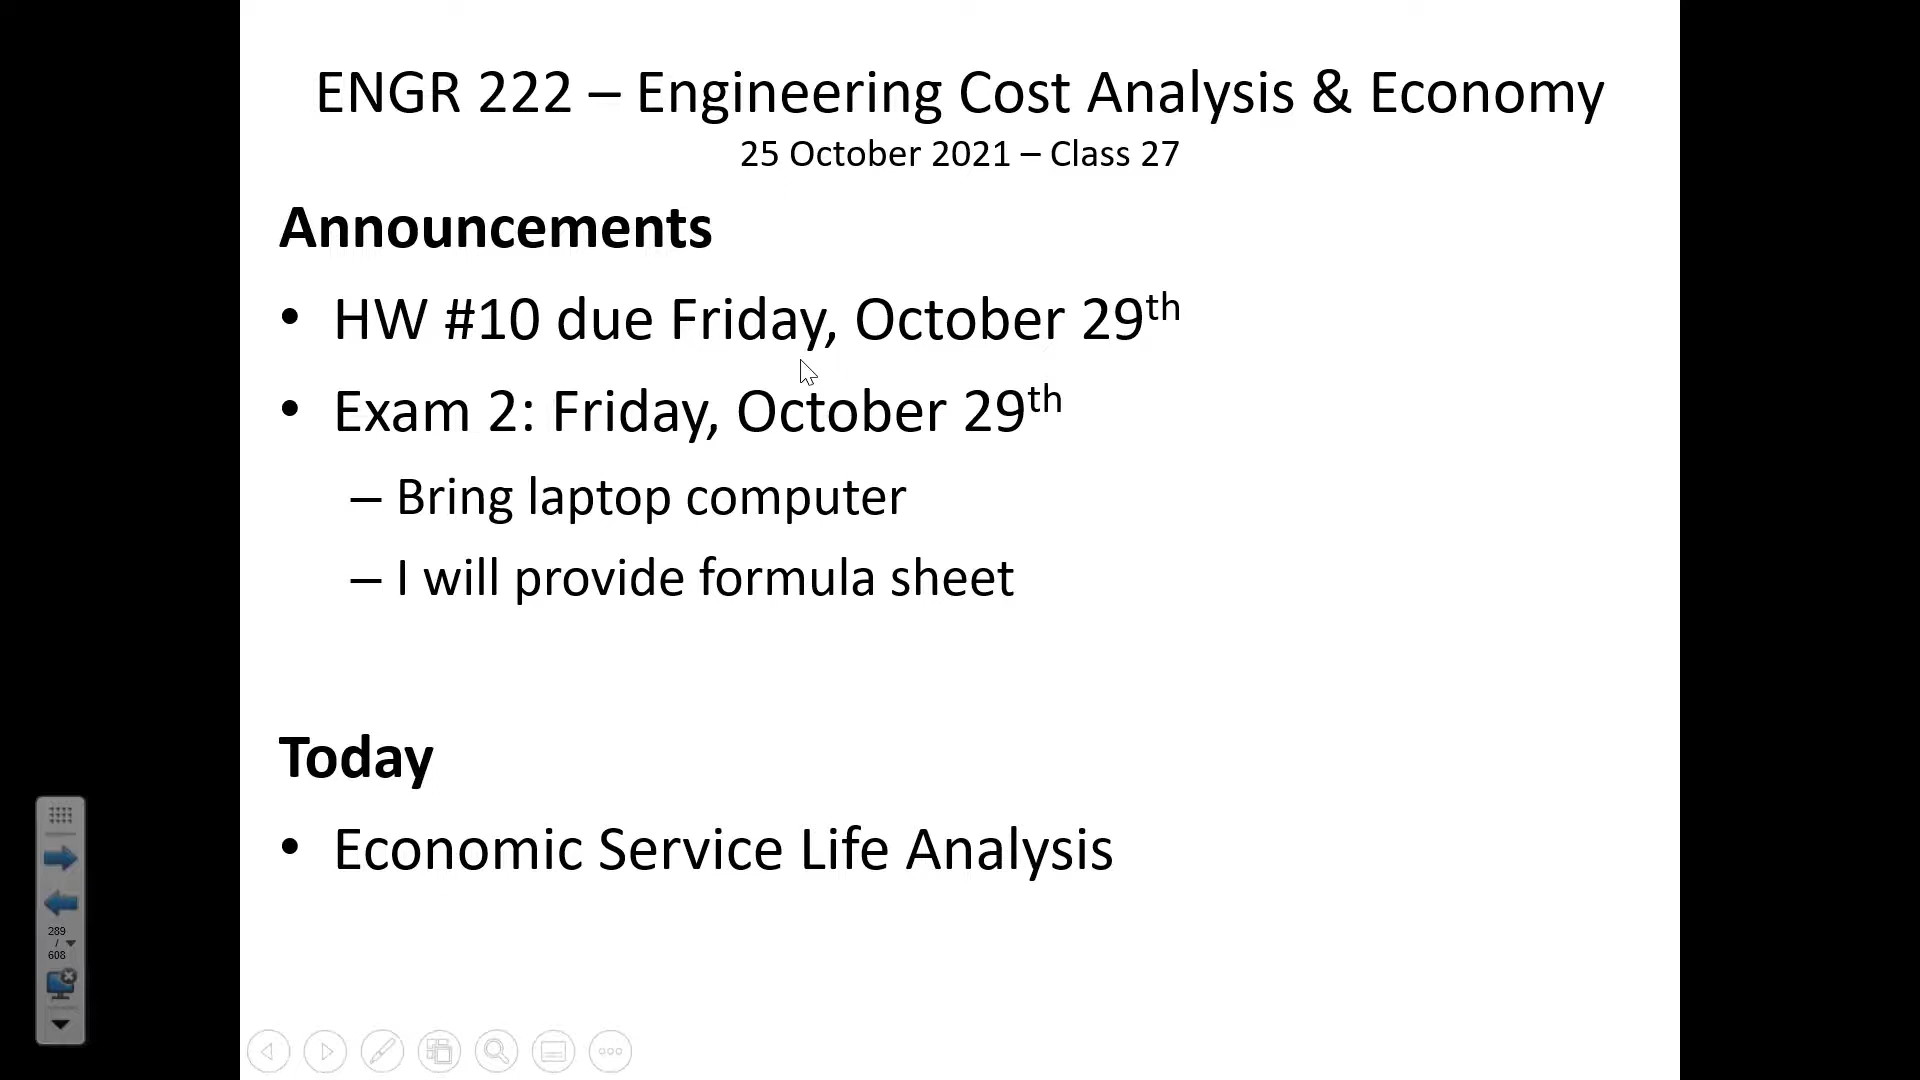 ENGR 222 – Engineering Cost Analysis & Economy
25 October 2021 – Class 27
Announcements
• HW #10 due Friday, October 29th
• Exam 2: Friday, October 29th
– Bring laptop computer
– I will provide formula sheet
Today
• Economic Service Life Analysis
289
/
608